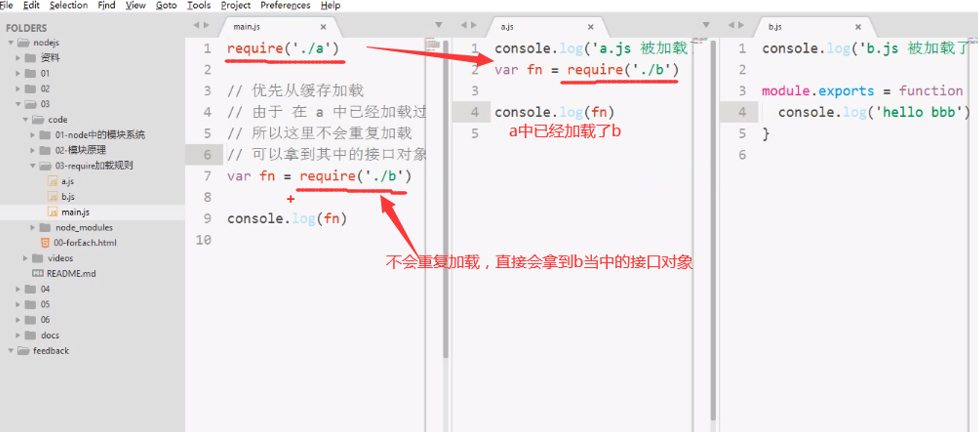 File Edit Selection Find View Goto Tools Project Preferences Help
FOLDERS
nodejs
资料
01
02
03
code
01-node中的模块系统
02-模块原理
03-require加载规则
a.js
b.js
main.js
node_modules
00-forEach.html
videos
README.md
04
05
06
docs
feedback
main.js
1 require('./a')
2
3 // 优先从缓存加载
4 // 由于 在 a 中已经加载过
5 // 所以这里不会重复加载
6 // 可以拿到其中的接口对象
7 var fn = require('./b')
8
9 console.log(fn)
10
不会重复加载，直接会拿到b当中的接口对象
a.js
1 console.log('a.js 被加载
2 var fn = require('./b')
3
4 console.log(fn)
5
a中已经加载了b
b.js
1 console.log('b.js 被加载了
2
3 module.exports = function
4 console.log('hello bbb')
5 }
6